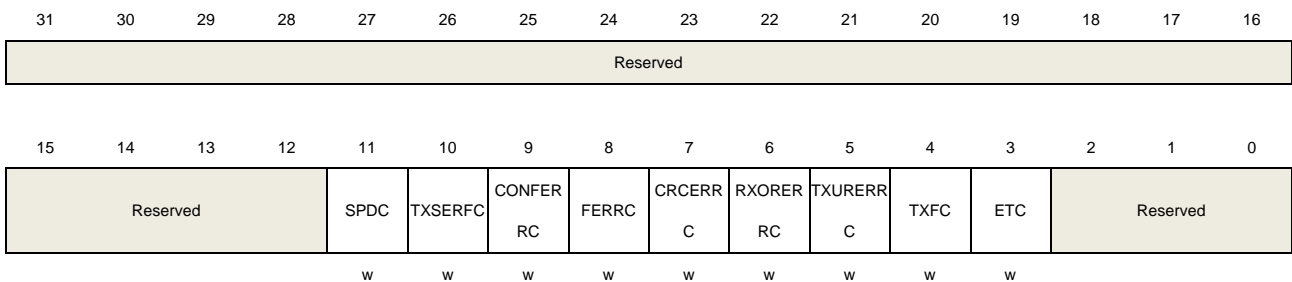 31 30 29 28 27 26 25 24 23 22 21 20 19 18 17 16
Reserved
15 14 13 12 11 10 9 8 7 6 5 4 3 2 1 0
Reserved SPDC TXSERFC CONFER RC FERRC CRCERR C RXORER RC TXURERR C TXFC ETC Reserved
w w w w w w w w w